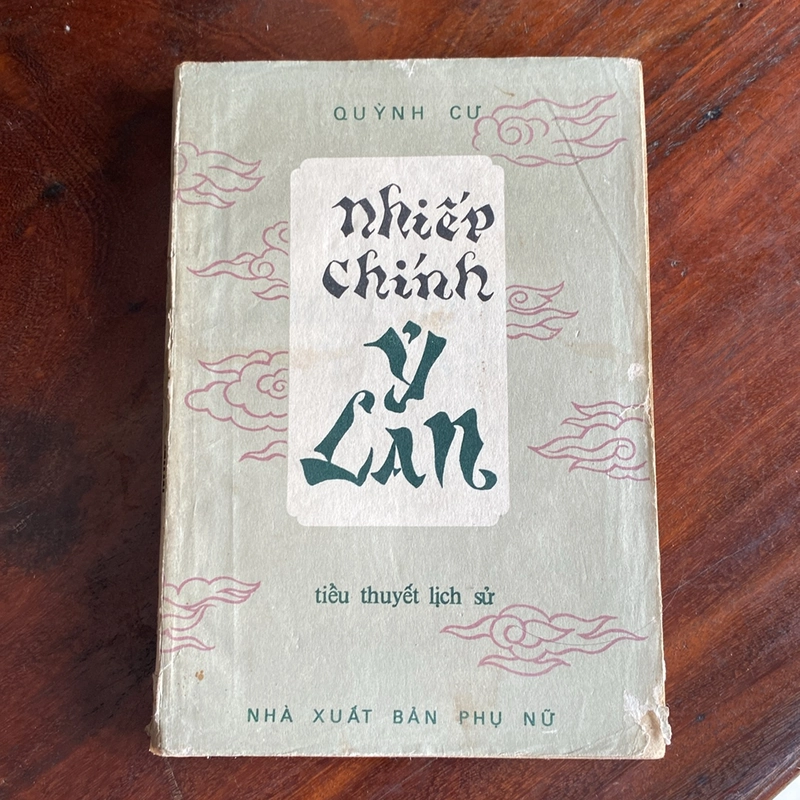 QUỲNH CƯ
Nhiếp
Chính
Ỷ
LAN
tiểu thuyết lịch sử
NHÀ XUẤT BẢN PHỤ NỮ